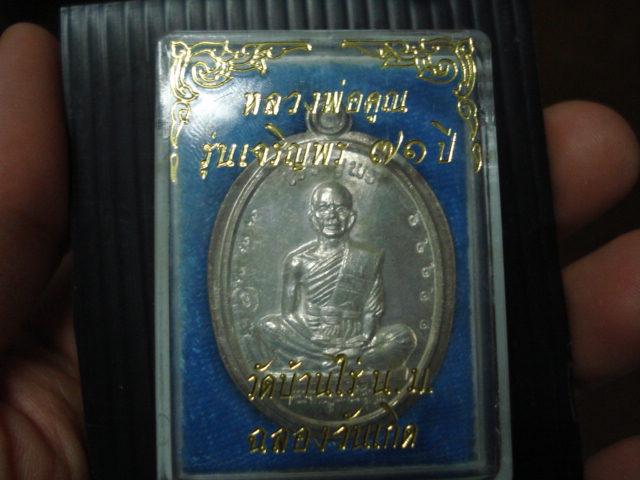 หลวงพ่อคูณ
รุ่นเจริญพร ๗๑ ปี
วัดบ้านไร่ น.ม.
ฉลองวันเกิด